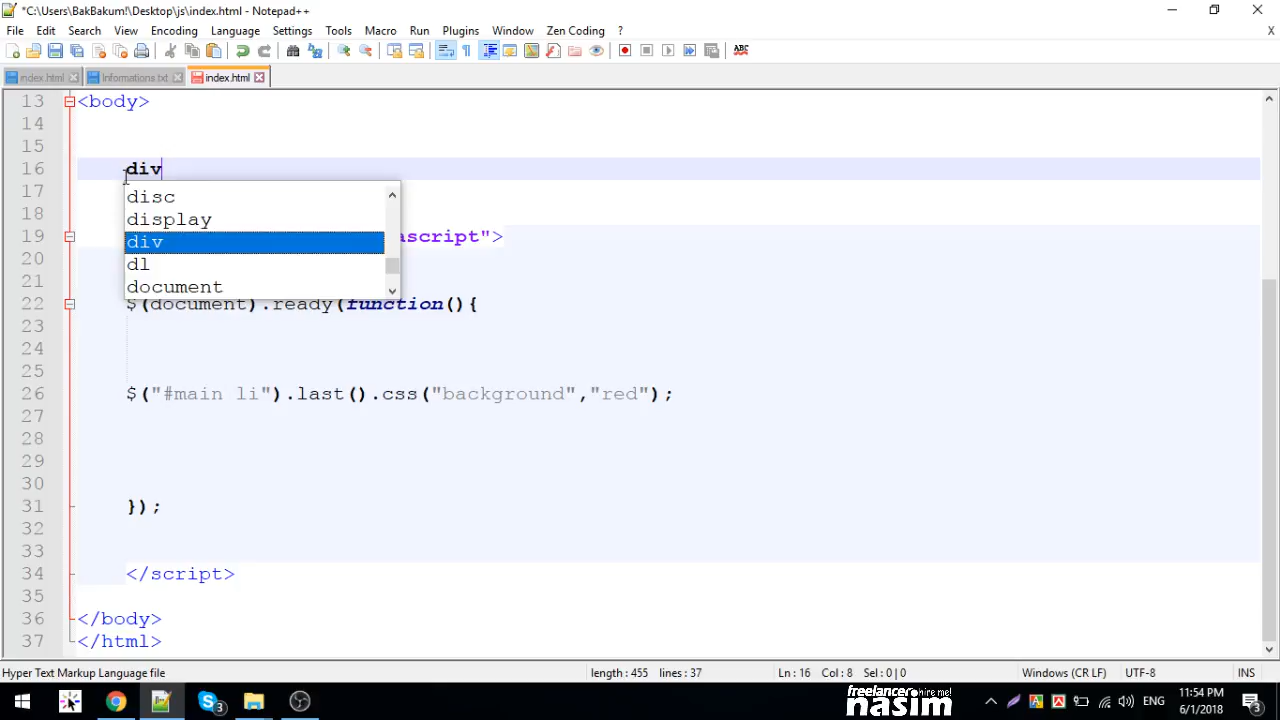 *C:\Users\BakBakum!\Desktop\js\index.html - Notepad++
File Edit Search View Encoding Language Settings Tools Macro Run Plugins Window Zen Coding ? X
ABC
index.html Informations.txt index.html
13 <body>
14
15
16 div
17 disc
18 display
19 ascript">
div
20 dl
21 document
22 $(document).ready(function(){
23
24
25
26 $("#main li").last().css("background","red");
27
28
29
30
31 });
32
33
34 </script>
35
36 </body>
37 </html>
Hyper Text Markup Language file length : 455 lines : 37 Ln : 16 Col : 8 Sel : 0 | 0 Windows (CR LF) UTF-8 INS
3 freelancer hire me! nasim ENG 11:54 PM 6/1/2018 3